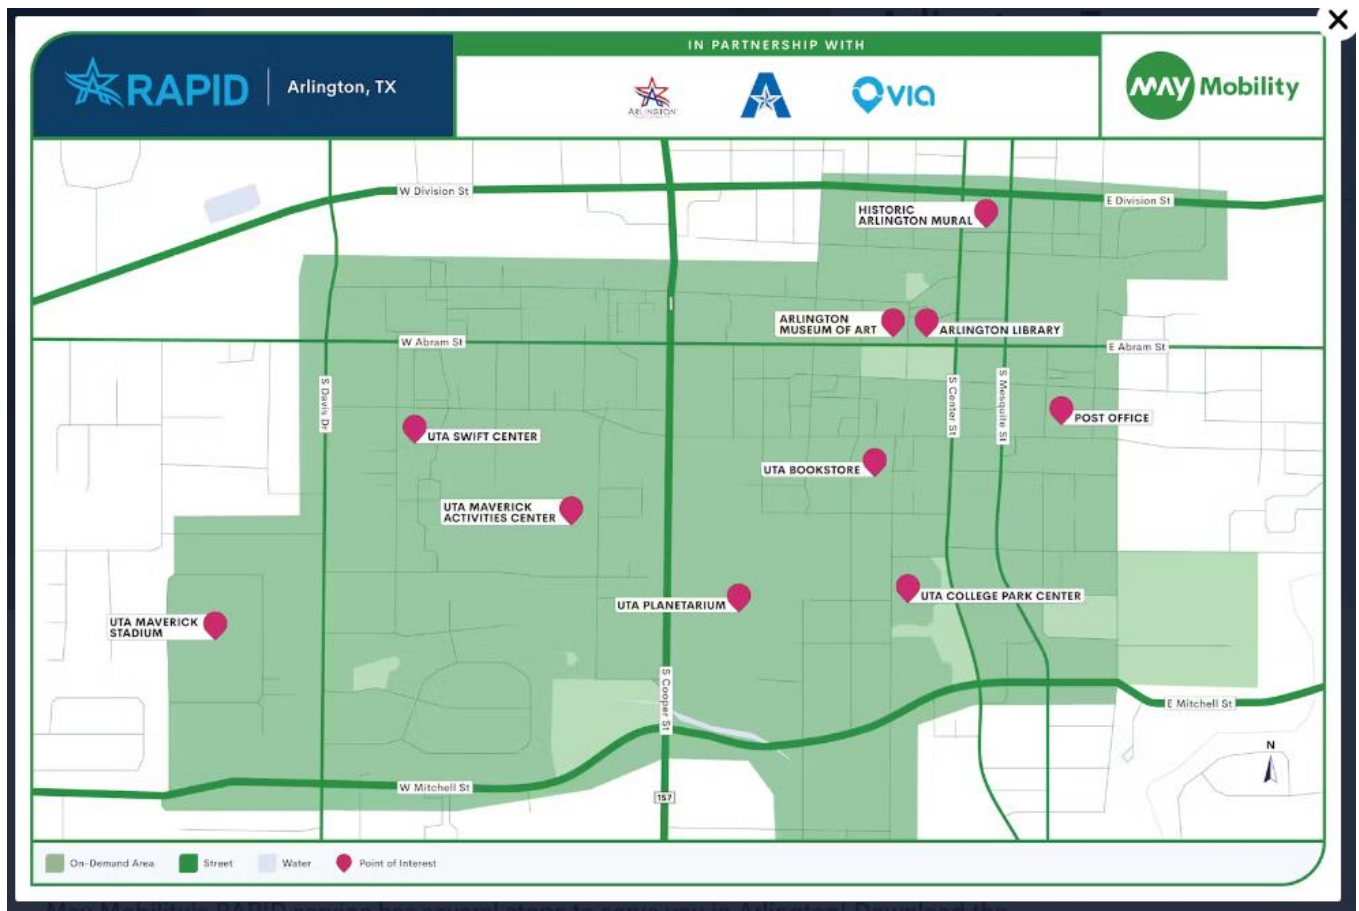 RAPID
Arlington, TX
IN PARTNERSHIP WITH
ARLINGTON
A
via
MAY Mobility
W Division St
E Division St
HISTORIC
ARLINGTON MURAL
ARLINGTON
MUSEUM OF ART
ARLINGTON LIBRARY
W Abram St
E Abram St
S Davis Dr
S Center St
S Mesquite St
POST OFFICE
UTA SWIFT CENTER
UTA BOOKSTORE
UTA MAVERICK
ACTIVITIES CENTER
UTA PLANETARIUM
UTA COLLEGE PARK CENTER
UTA MAVERICK
STADIUM
S Cooper St
E Mitchell St
W Mitchell St
157
N
On-Demand Area
Street
Water
Point of Interest